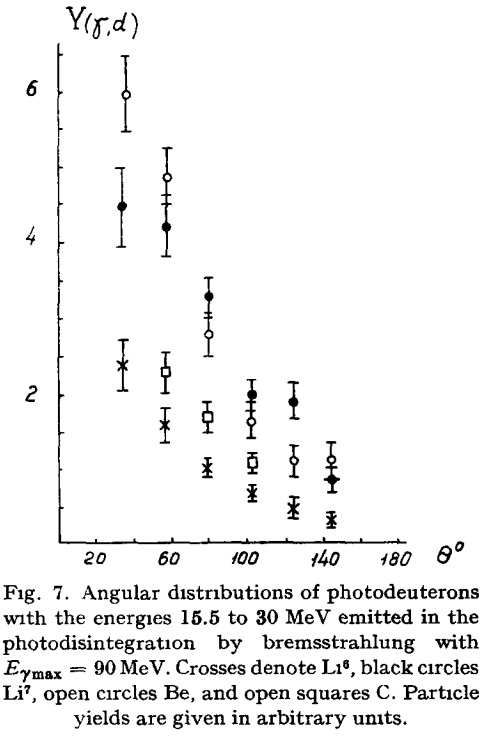 Y(γ,d)
6
4
2
20 60 100 140 180 θ°
Fig. 7. Angular distributions of photodeuterons
with the energies 15.5 to 30 MeV emitted in the
photodisintegration by bremsstrahlung with
Eγmax = 90 MeV. Crosses denote Li⁶, black circles
Li⁷, open circles Be, and open squares C. Particle
yields are given in arbitrary units.